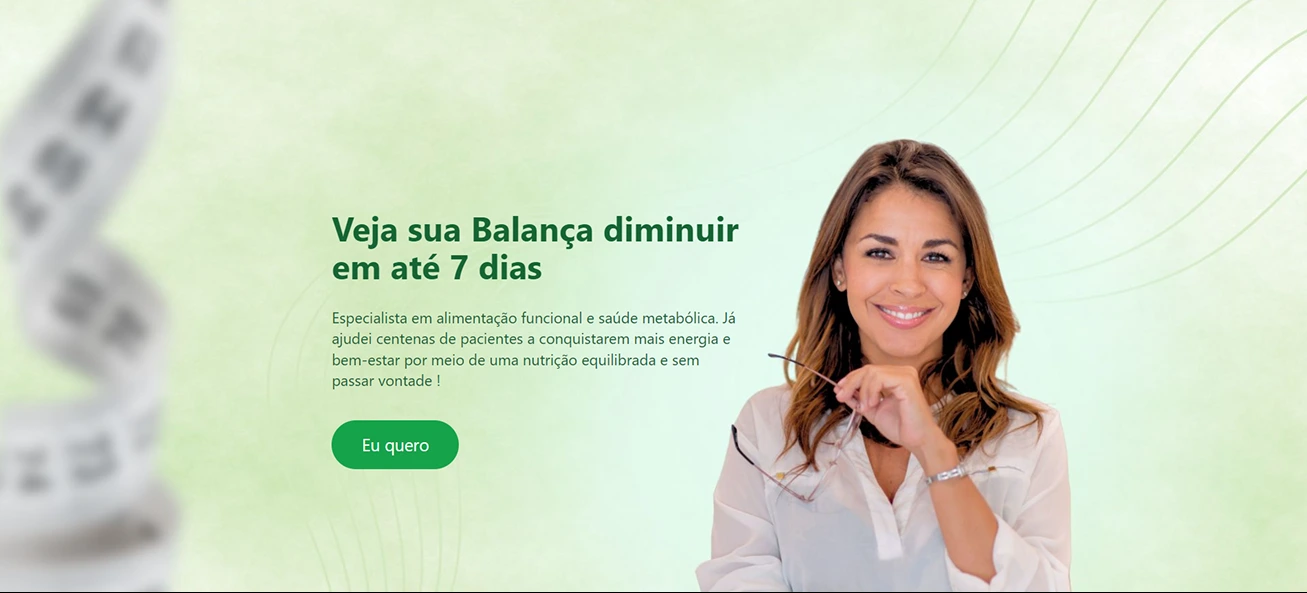 Veja sua Balança diminuir
em até 7 dias
Especialista em alimentação funcional e saúde metabólica. Já
ajudei centenas de pacientes a conquistarem mais energia e
bem-estar por meio de uma nutrição equilibrada e sem
passar vontade !
Eu quero